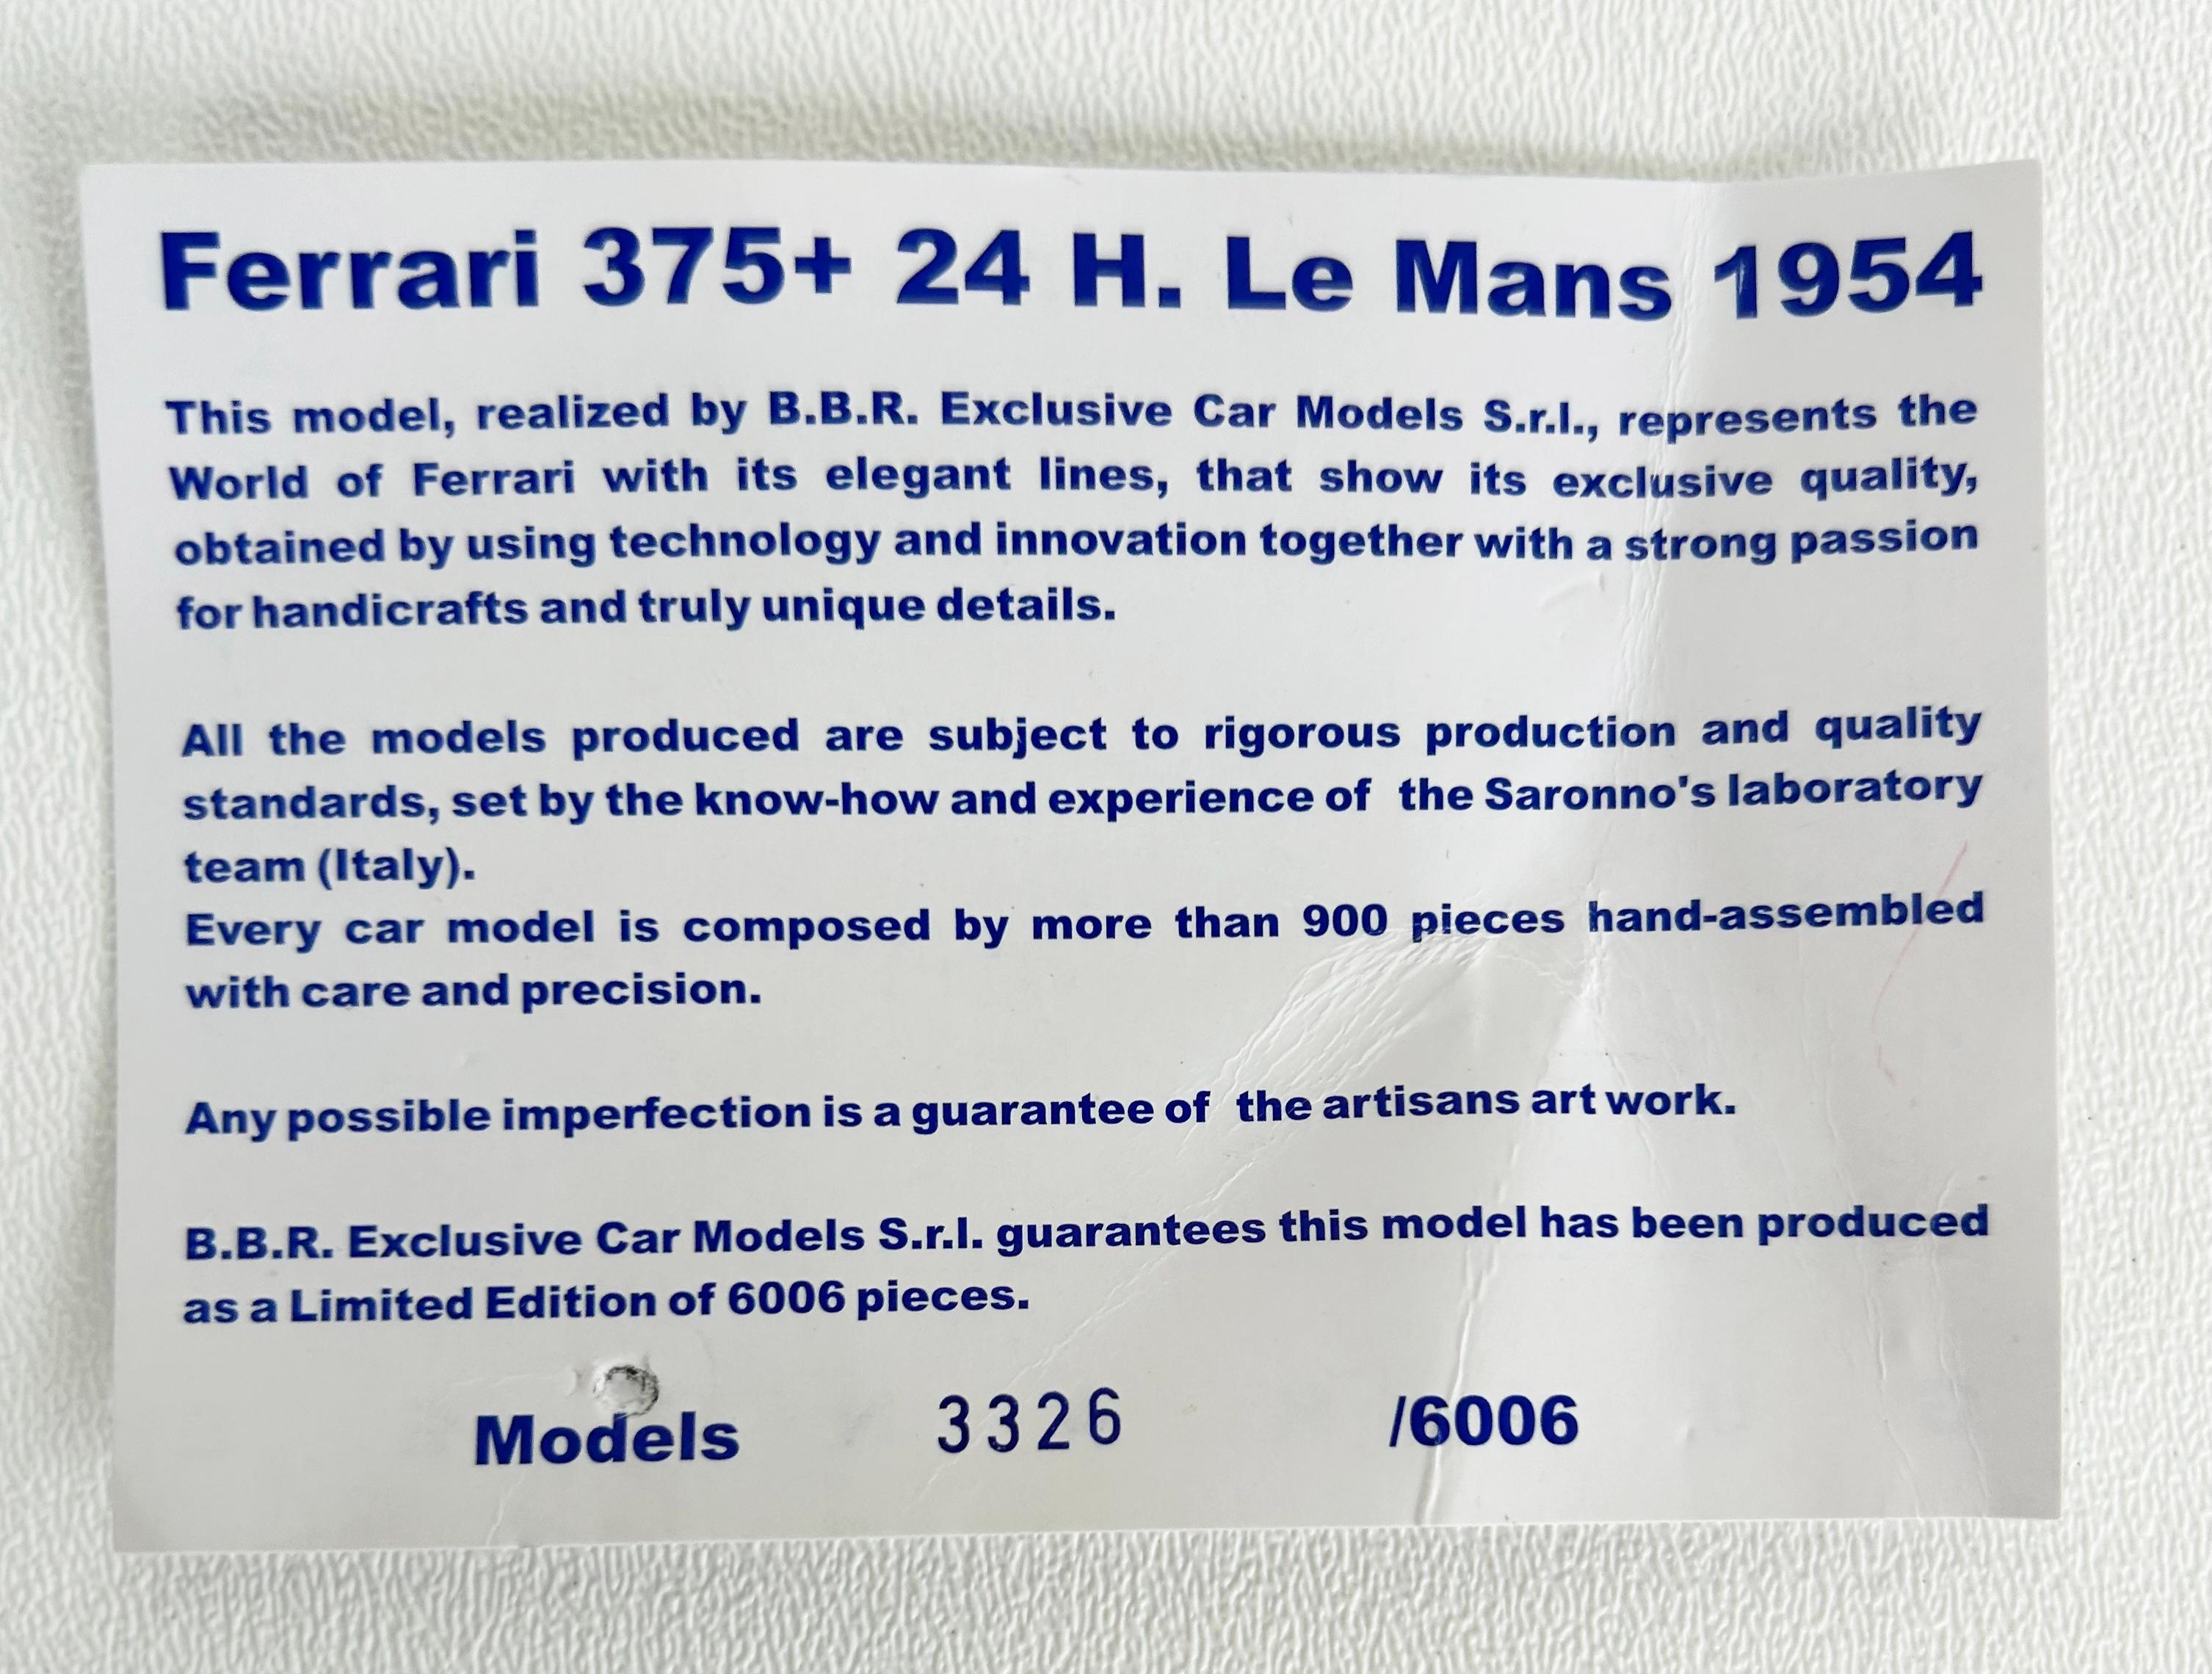 Ferrari 375+ 24 H. Le Mans 1954
This model, realized by B.B.R. Exclusive Car Models S.r.l., represents the
World of Ferrari with its elegant lines, that show its exclusive quality,
obtained by using technology and innovation together with a strong passion
for handicrafts and truly unique details.
All the models produced are subject to rigorous production and quality
standards, set by the know-how and experience of the Saronno's laboratory
team (Italy).
Every car model is composed by more than 900 pieces hand-assembled
with care and precision.
Any possible imperfection is a guarantee of the artisans art work.
B.B.R. Exclusive Car Models S.r.l. guarantees this model has been produced
as a Limited Edition of 6006 pieces.
Models 3326 /6006